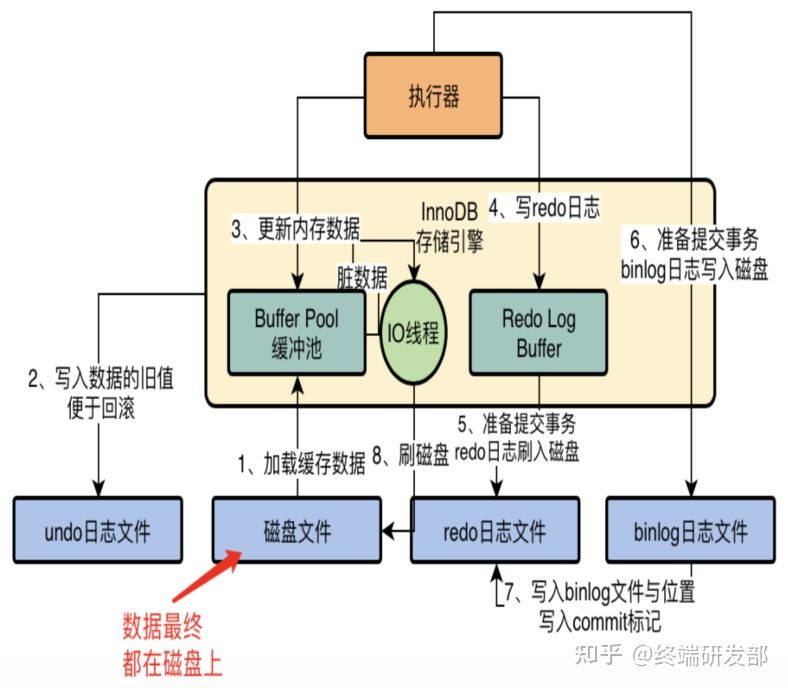 执行器
InnoDB
存储引擎
4、写redo日志
3、更新内存数据
6、准备提交事务
binlog日志写入磁盘
脏数据
Buffer Pool
缓冲池
IO线程
Redo Log
Buffer
2、写入数据的旧值
便于回滚
5、准备提交事务
redo日志刷入磁盘
1、加载缓存数据
8、刷磁盘
undo日志文件
磁盘文件
redo日志文件
binlog日志文件
7、写入binlog文件与位置
写入commit标记
数据最终
都在磁盘上
知乎 @终端研发部